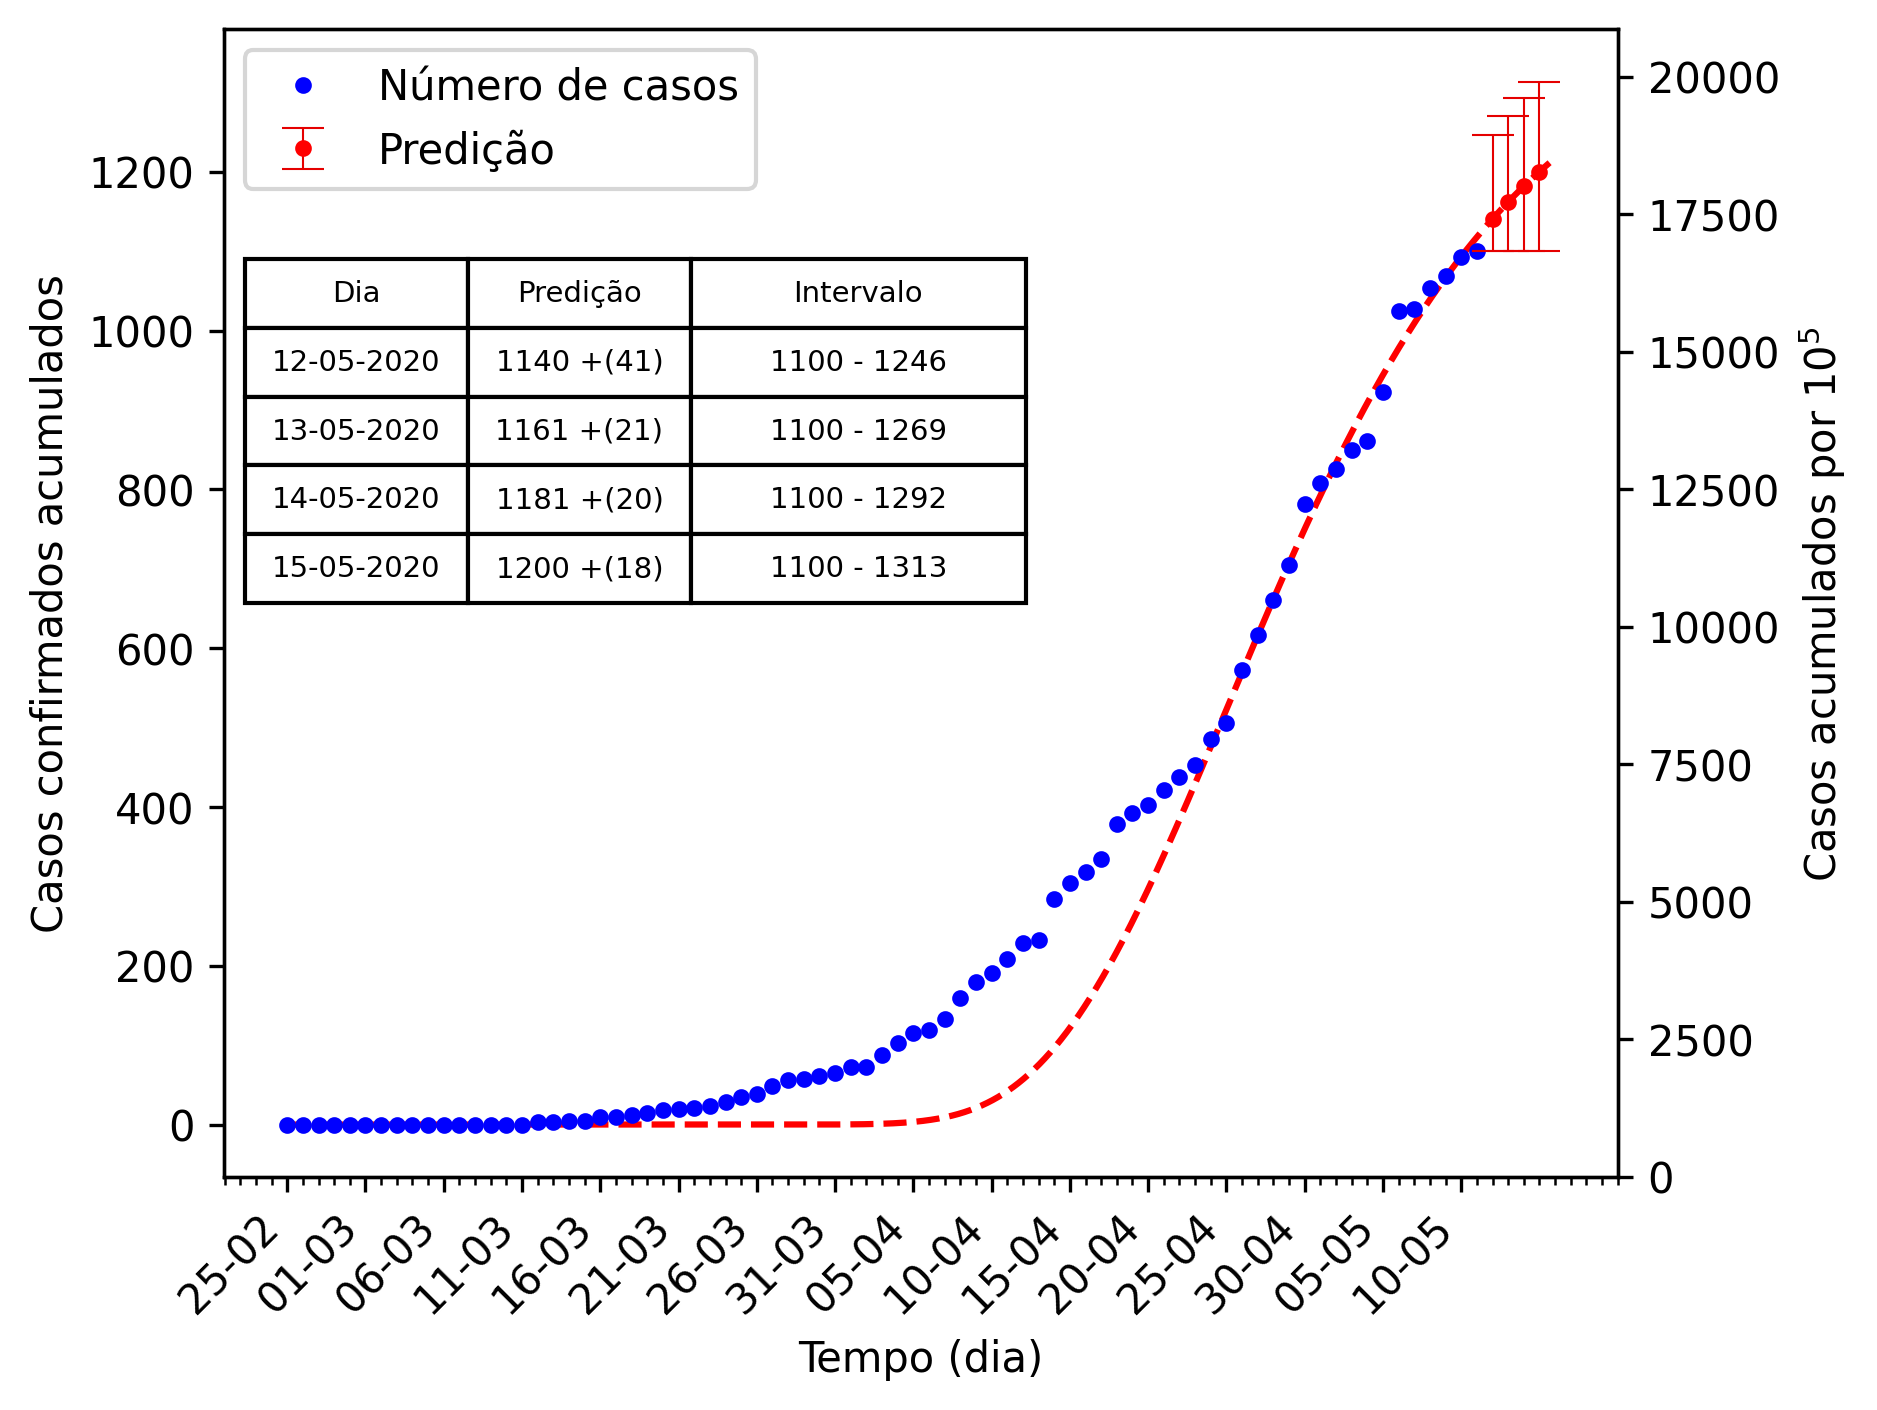 Número de casos
Predição
Dia Predição Intervalo
12-05-2020 1140 +(41) 1100 - 1246
13-05-2020 1161 +(21) 1100 - 1269
14-05-2020 1181 +(20) 1100 - 1292
15-05-2020 1200 +(18) 1100 - 1313
Casos confirmados acumulados
1200
1000
800
600
400
200
0
20000
17500
15000
12500
10000
7500
5000
2500
0
Casos acumulados por 10⁵
25-02 01-03 06-03 11-03 16-03 21-03 26-03 31-03 05-04 10-04 15-04 20-04 25-04 30-04 05-05 10-05
Tempo (dia)